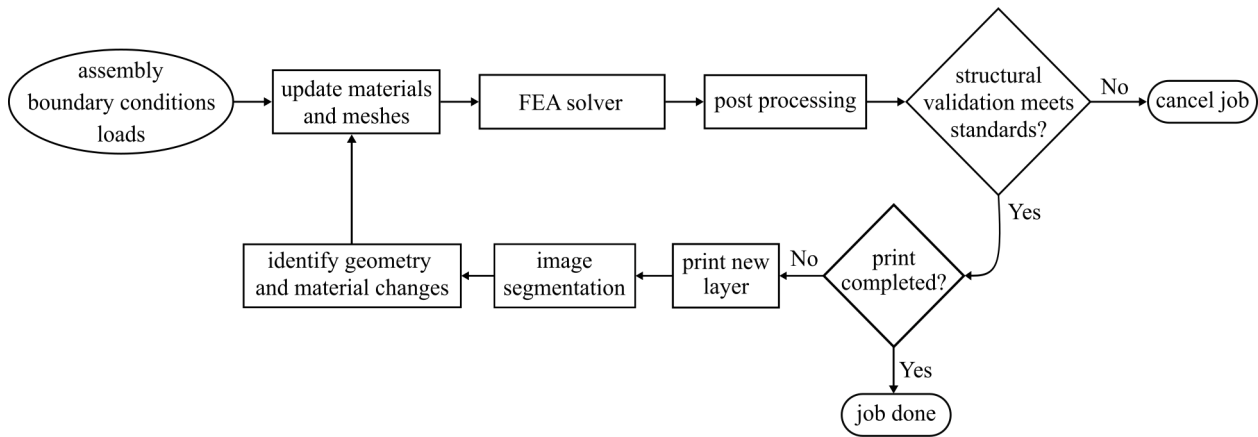 assembly
boundary conditions
loads
update materials
and meshes
FEA solver
post processing
structural
validation meets
standards?
No
cancel job
Yes
print
completed?
No
print new
layer
image
segmentation
identify geometry
and material changes
Yes
job done